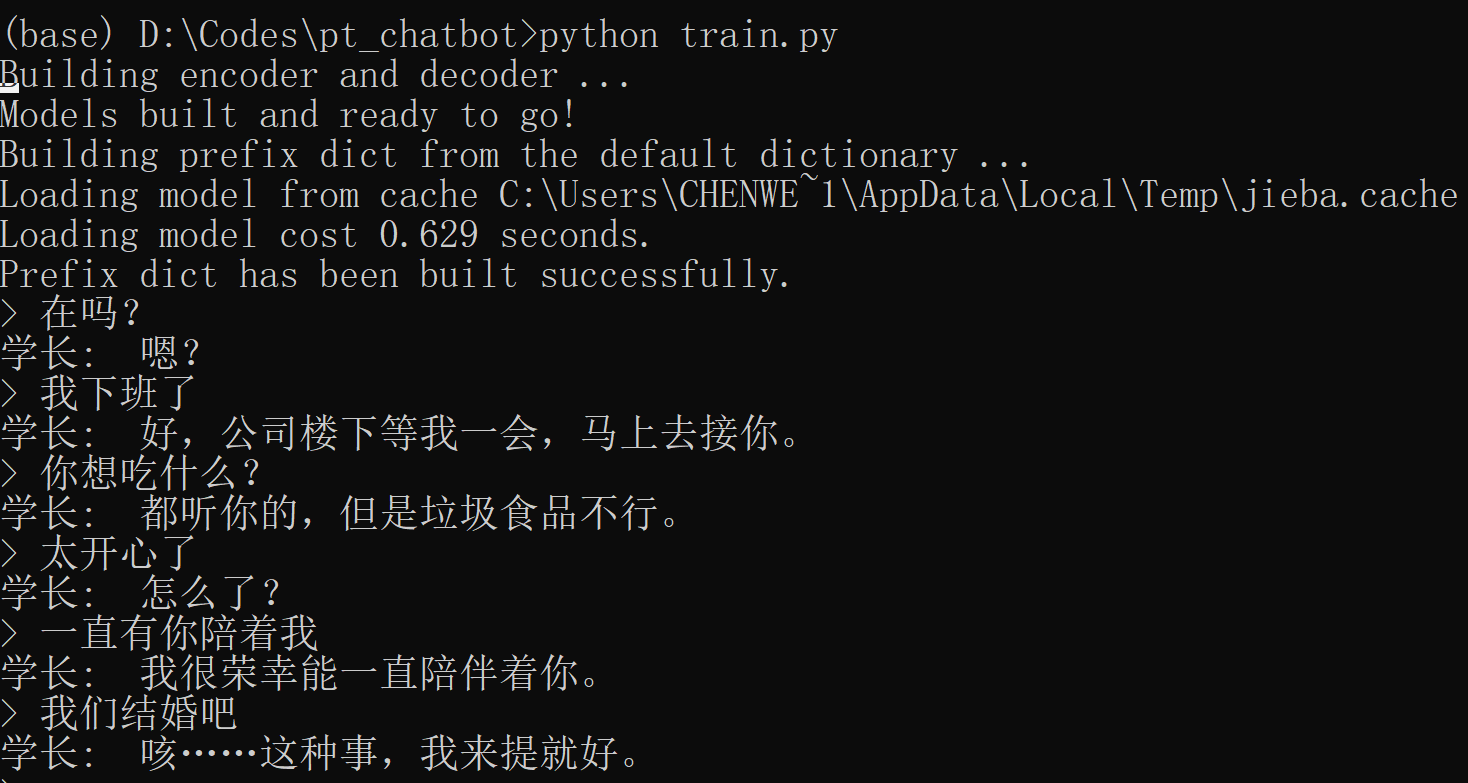 (base) D:\Codes\pt_chatbot>python train.py
Building encoder and decoder ...
Models built and ready to go!
Building prefix dict from the default dictionary ...
Loading model from cache C:\Users\CHENWE~1\AppData\Local\Temp\jieba.cache
Loading model cost 0.629 seconds.
Prefix dict has been built successfully.
> 在吗?
学长:  嗯?
> 我下班了
学长:  好，公司楼下等我一会，马上去接你。
> 你想吃什么?
学长:  都听你的，但是垃圾食品不行。
> 太开心了
学长:  怎么了?
> 一直有你陪着我
学长:  我很荣幸能一直陪伴着你。
> 我们结婚吧
学长:  咳……这种事，我来提就好。